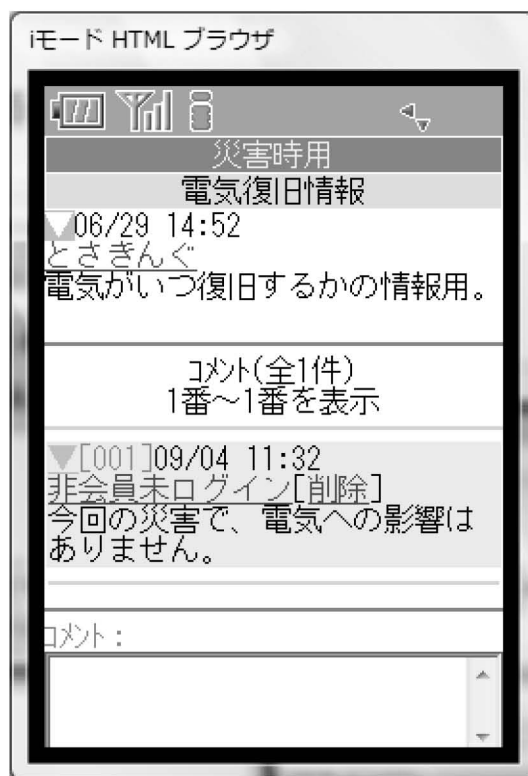 iモード HTML ブラウザ
災害時用
電気復旧情報
▼06/29 14:52
とさきんぐ
電気がいつ復旧するかの情報用。
コメント(全1件)
1番～1番を表示
▼[001]09/04 11:32
非会員未ログイン[削除]
今回の災害で、電気への影響は
ありません。
コメント：